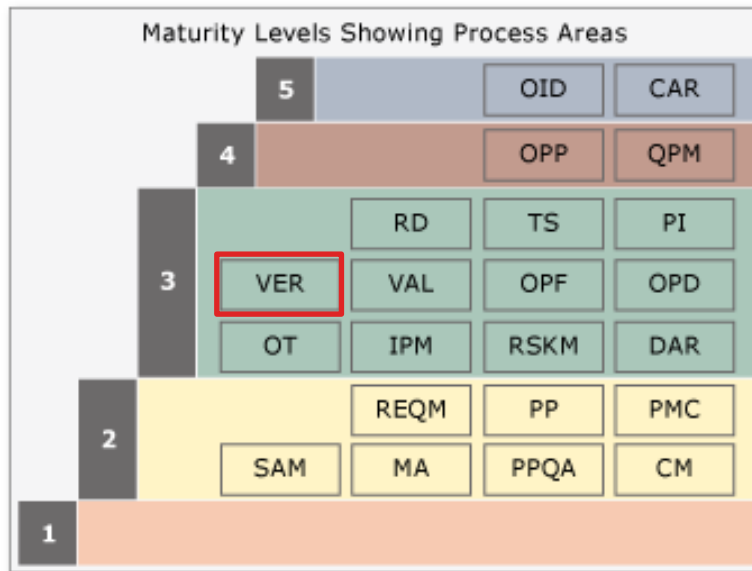 Maturity Levels Showing Process Areas
5 OID CAR
4 OPP QPM
RD TS PI
3 VER VAL OPF OPD
OT IPM RSKM DAR
REQM PP PMC
2
SAM MA PPQA CM
1